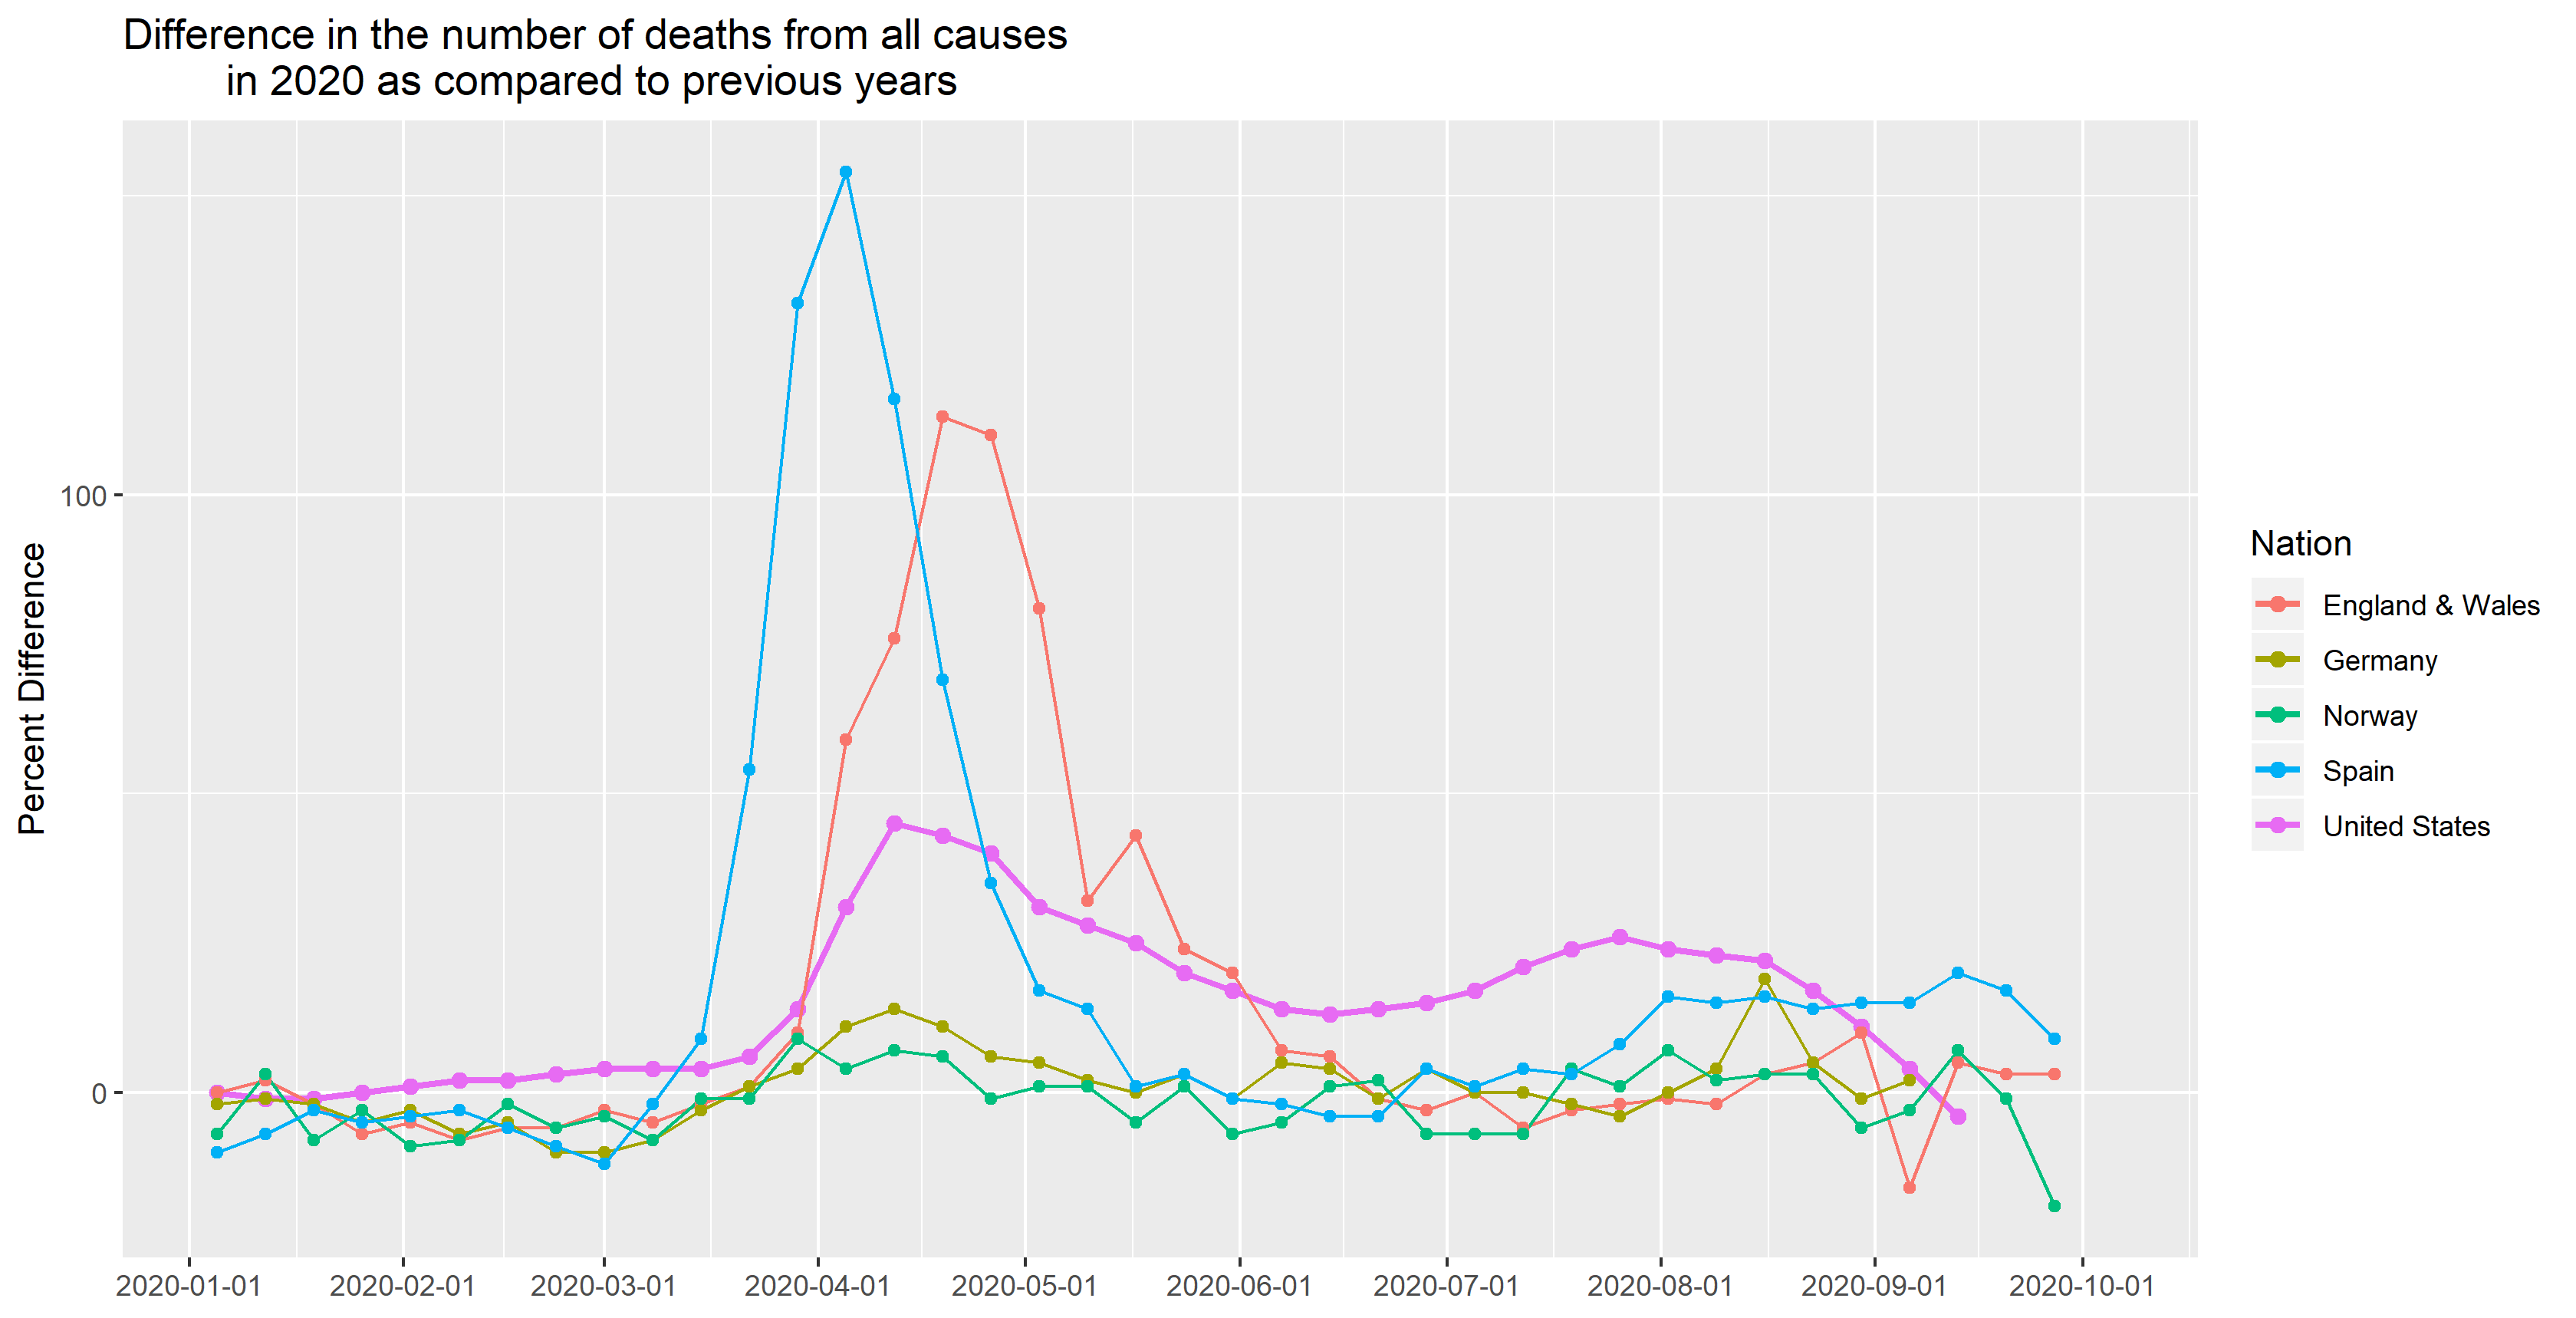 Difference in the number of deaths from all causes
in 2020 as compared to previous years
Percent Difference
100
0
2020-01-01
2020-02-01
2020-03-01
2020-04-01
2020-05-01
2020-06-01
2020-07-01
2020-08-01
2020-09-01
2020-10-01
Nation
England & Wales
Germany
Norway
Spain
United States